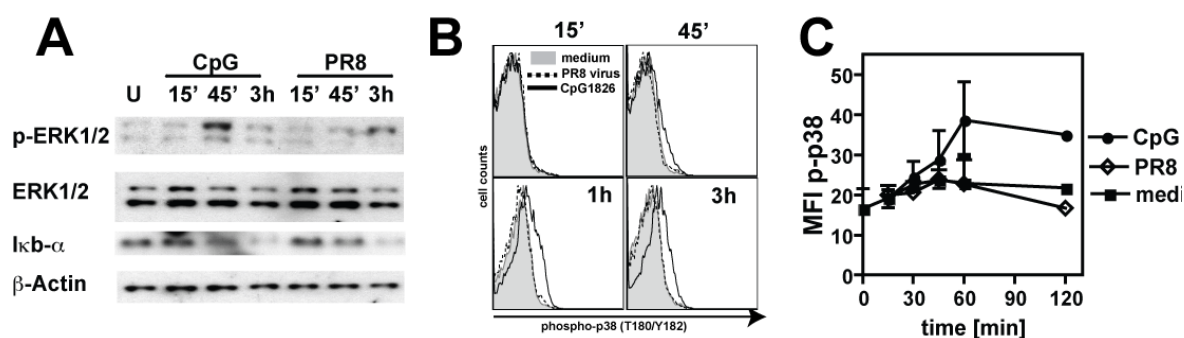 A
CpG PR8
U 15’ 45’ 3h 15’ 45’ 3h
p-ERK1/2
ERK1/2
Iκb-α
β-Actin
B
15’ 45’
medium
PR8 virus
CpG1826
cell counts
1h 3h
phospho-p38 (T180/Y182)
C
50
40
30
20
10
0
MFI p-p38
0 30 60 90 120
time [min]
CpG
PR8
medi